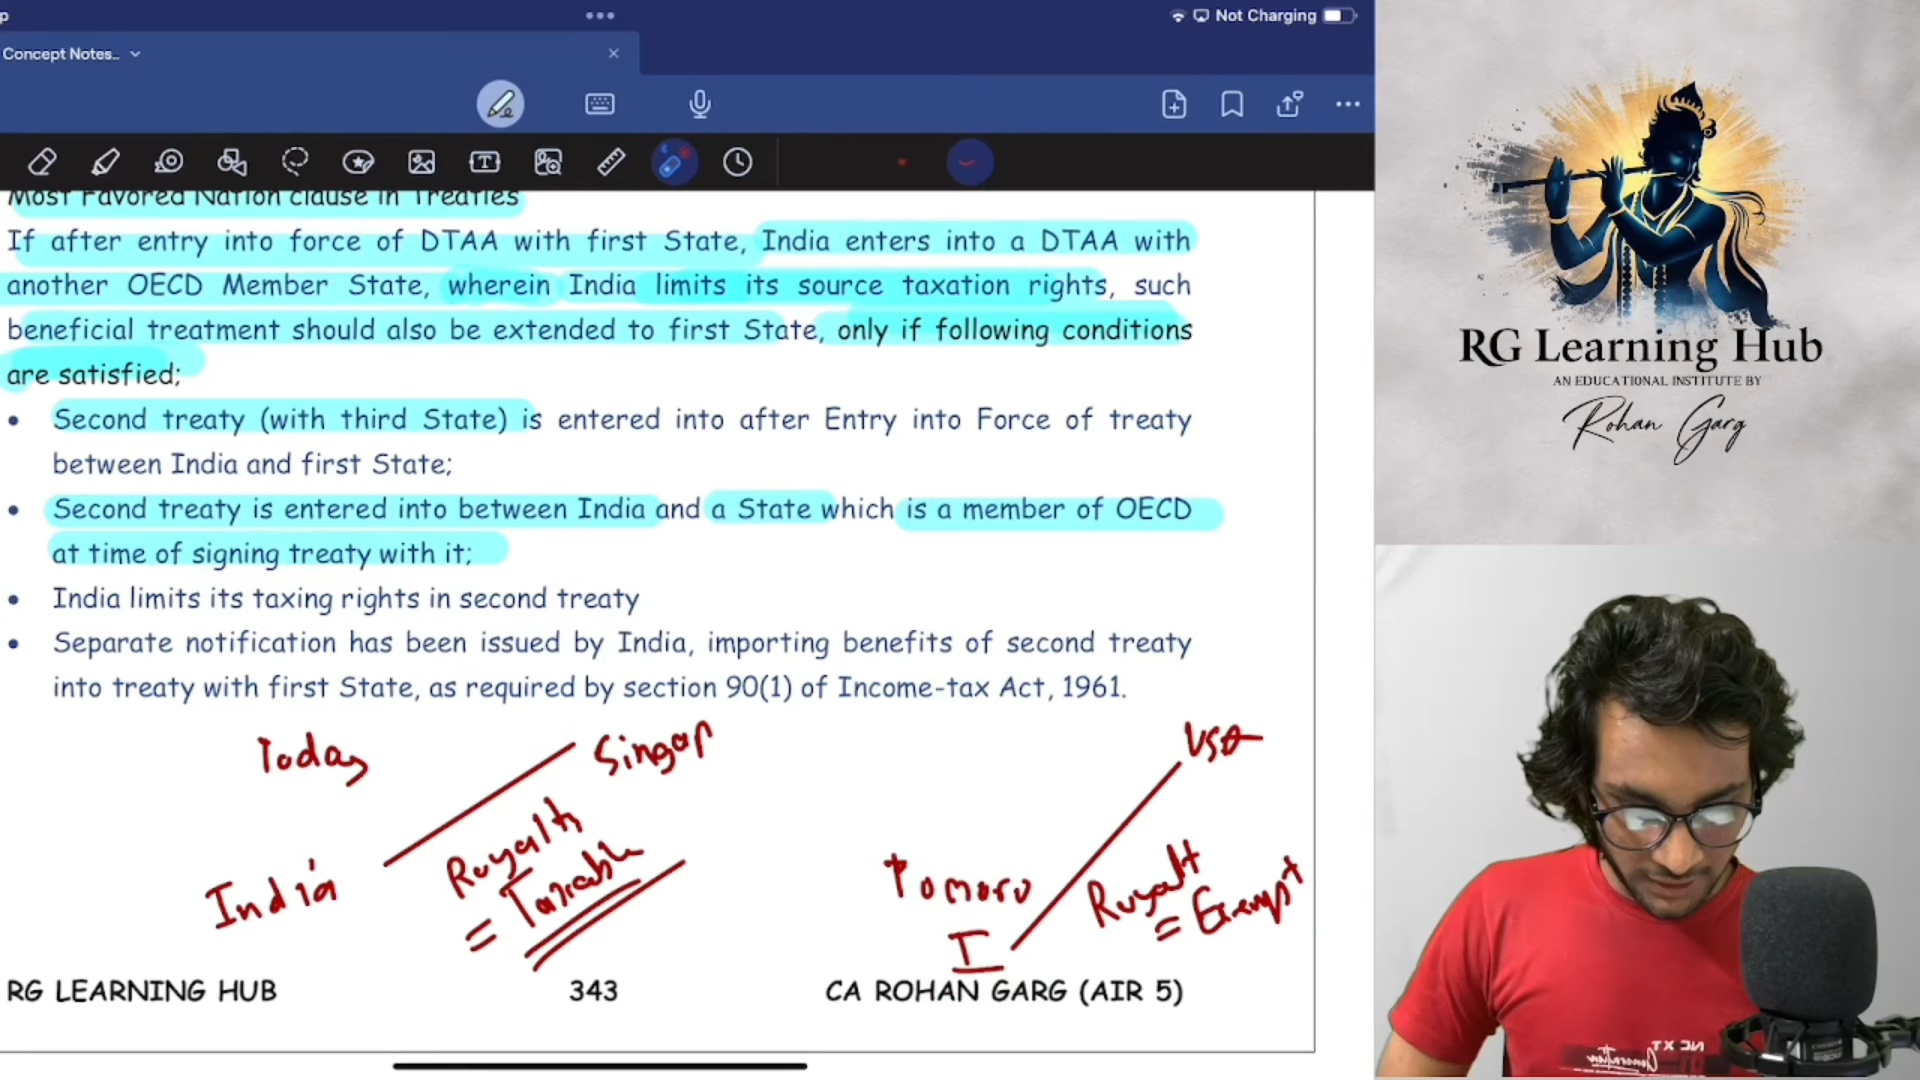 p
Not Charging
Concept Notes..
Most Favored Nation clause in Treaties
If after entry into force of DTAA with first State, India enters into a DTAA with
another OECD Member State, wherein India limits its source taxation rights, such
beneficial treatment should also be extended to first State, only if following conditions
are satisfied;
• Second treaty (with third State) is entered into after Entry into Force of treaty
between India and first State;
• Second treaty is entered into between India and a State which is a member of OECD
at time of signing treaty with it;
• India limits its taxing rights in second treaty
• Separate notification has been issued by India, importing benefits of second treaty
into treaty with first State, as required by section 90(1) of Income-tax Act, 1961.
Today
Singap
India
Royalty
= Taxable
USA
Tomoro
I
Royalt
= Exempt
RG LEARNING HUB
343
CA ROHAN GARG (AIR 5)
RG Learning Hub
AN EDUCATIONAL INSTITUTE BY
Rohan Garg